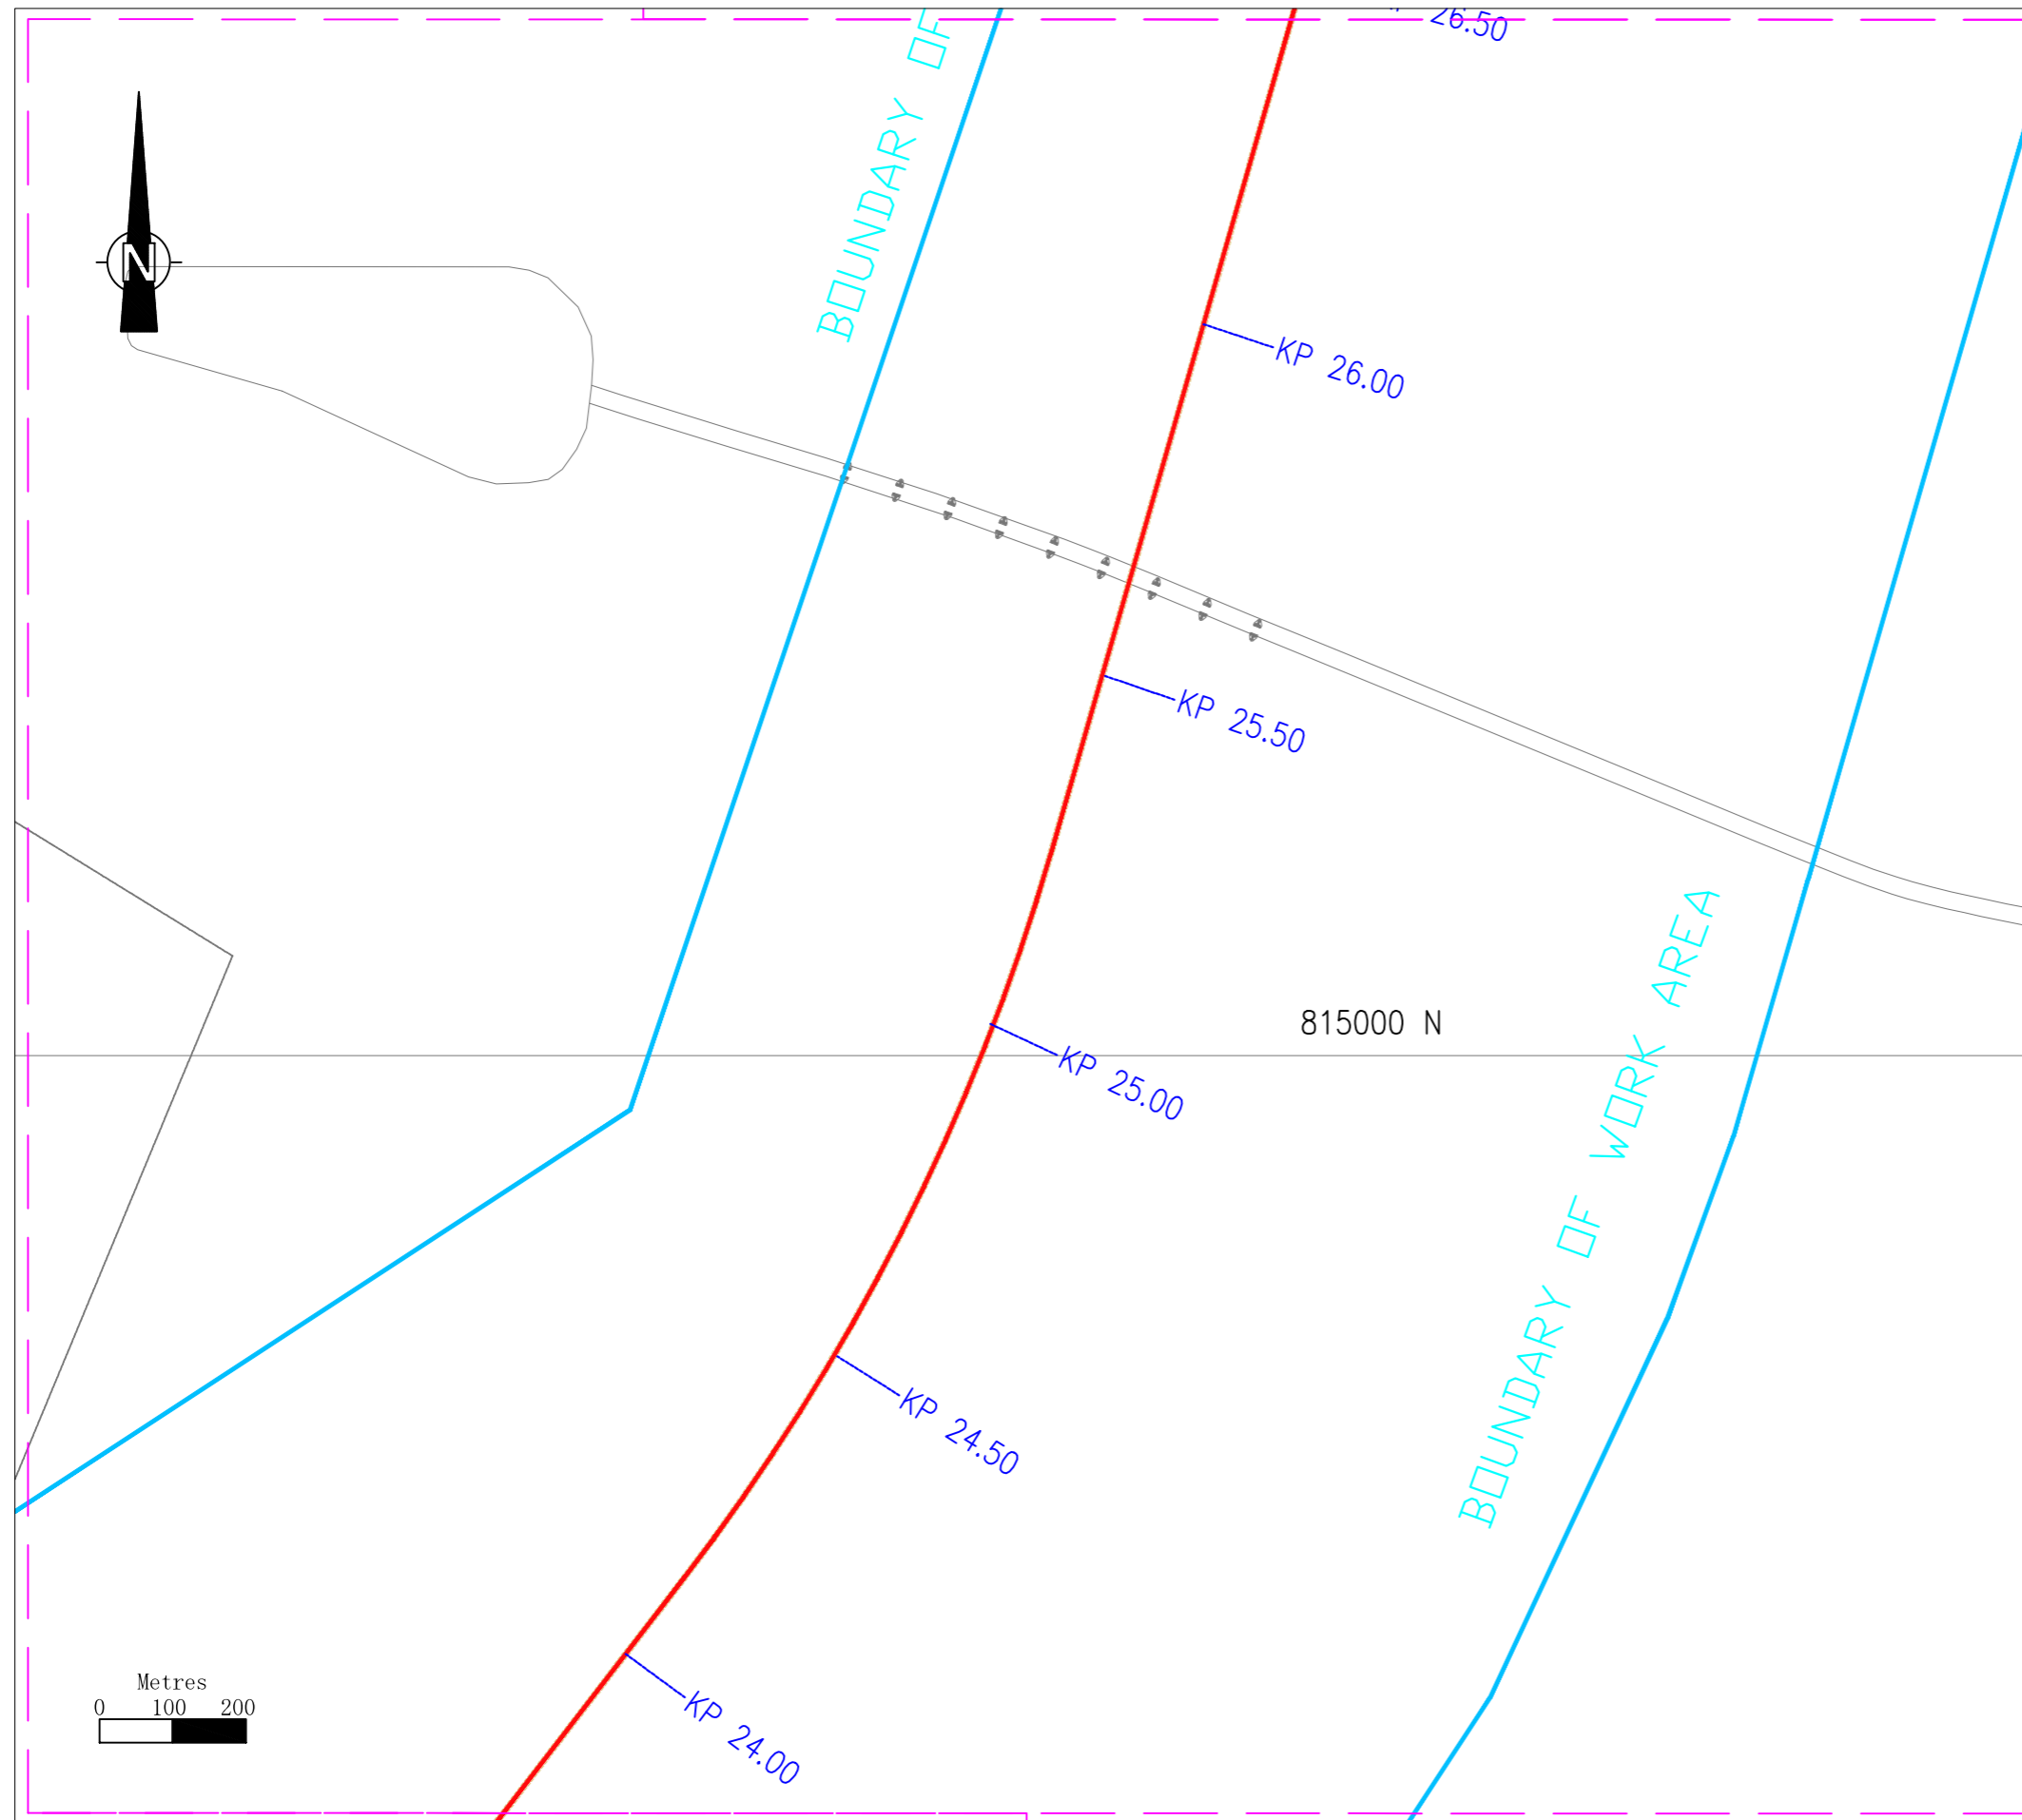 26.50
BOUNDARY OF
N
KP 26.00
KP 25.50
815000 N
KP 25.00
BOUNDARY OF WORK AREA
KP 24.50
KP 24.00
Metres
0 100 200